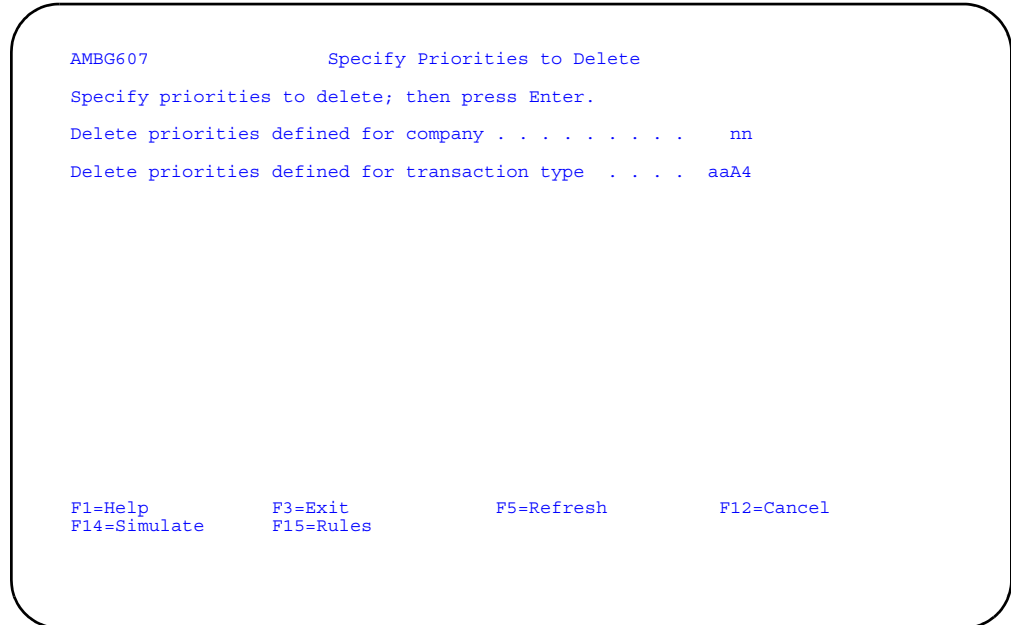 AMBG607 Specify Priorities to Delete
Specify priorities to delete; then press Enter.
Delete priorities defined for company . . . . . . . . . nn
Delete priorities defined for transaction type . . . . aaA4
F1=Help F3=Exit F5=Refresh F12=Cancel
F14=Simulate F15=Rules